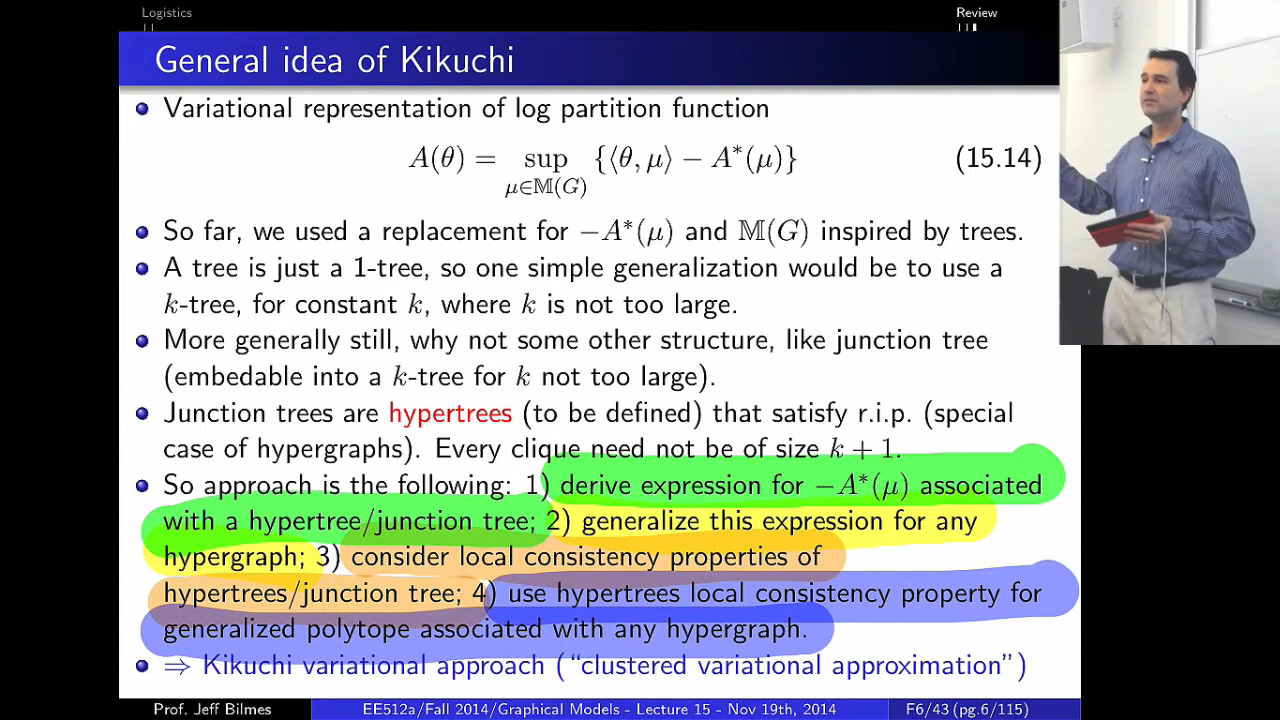 Logistics Review
General idea of Kikuchi
Variational representation of log partition function
A(θ) = sup {⟨θ, μ⟩ − A*(μ)} (15.14)
μ∈𝕄(G)
So far, we used a replacement for −A*(μ) and 𝕄(G) inspired by trees.
A tree is just a 1-tree, so one simple generalization would be to use a
k-tree, for constant k, where k is not too large.
More generally still, why not some other structure, like junction tree
(embedable into a k-tree for k not too large).
Junction trees are hypertrees (to be defined) that satisfy r.i.p. (special
case of hypergraphs). Every clique need not be of size k + 1.
So approach is the following: 1) derive expression for −A*(μ) associated
with a hypertree/junction tree; 2) generalize this expression for any
hypergraph; 3) consider local consistency properties of
hypertrees/junction tree; 4) use hypertrees local consistency property for
generalized polytope associated with any hypergraph.
⇒ Kikuchi variational approach (“clustered variational approximation”)
Prof. Jeff Bilmes EE512a/Fall 2014/Graphical Models - Lecture 15 - Nov 19th, 2014 F6/43 (pg.6/115)